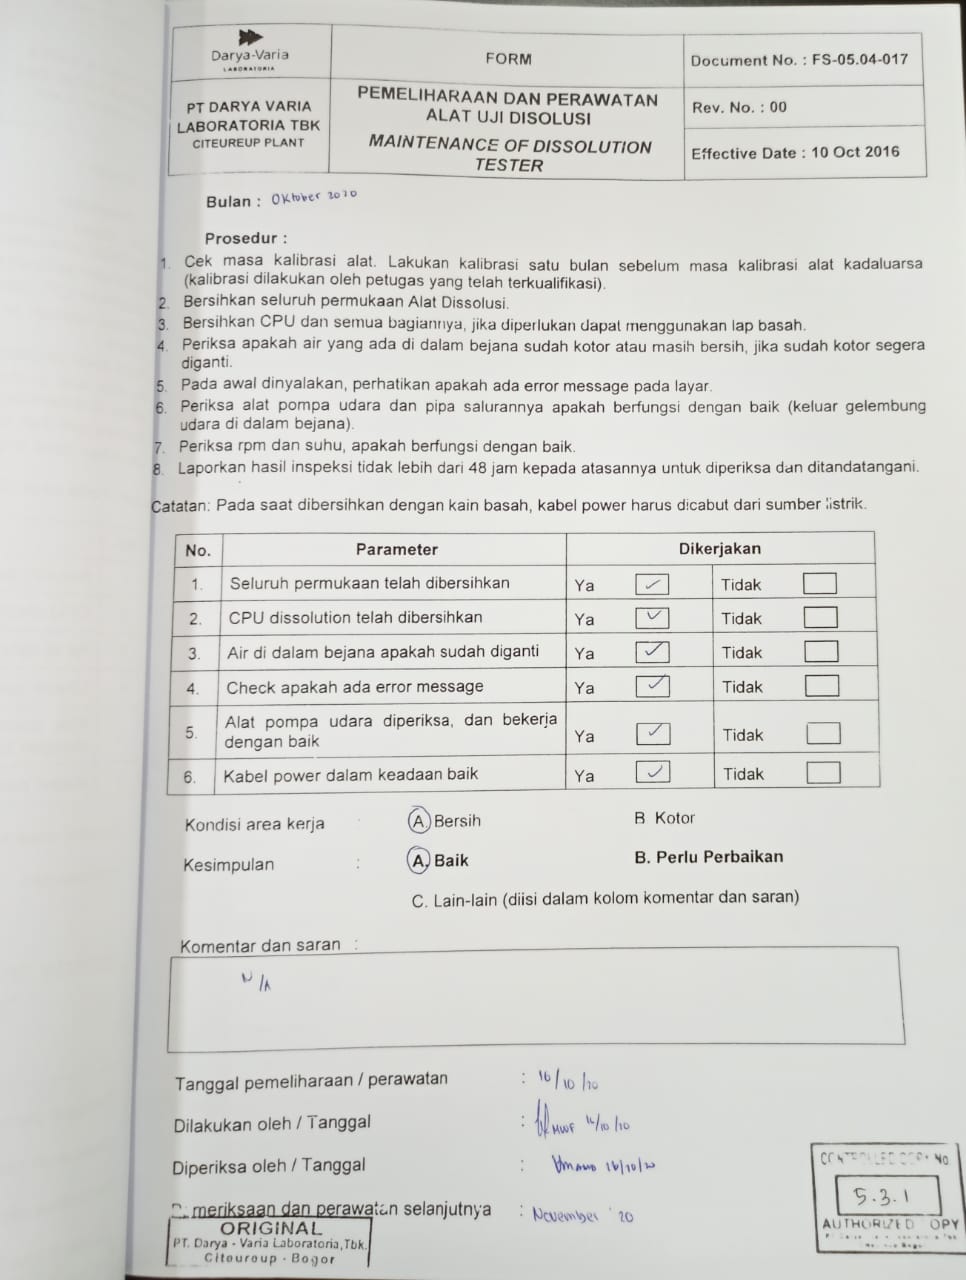 Darya-Varia
LABORATORIA
PT DARYA VARIA
LABORATORIA TBK
CITEUREUP PLANT
FORM
PEMELIHARAAN DAN PERAWATAN
ALAT UJI DISOLUSI
MAINTENANCE OF DISSOLUTION
TESTER
Document No. : FS-05.04-017
Rev. No. : 00
Effective Date : 10 Oct 2016
Bulan : Oktober 2020
Prosedur :
1. Cek masa kalibrasi alat. Lakukan kalibrasi satu bulan sebelum masa kalibrasi alat kadaluarsa
(kalibrasi dilakukan oleh petugas yang telah terkualifikasi).
2. Bersihkan seluruh permukaan Alat Dissolusi.
3. Bersihkan CPU dan semua bagiannya, jika diperlukan dapat menggunakan lap basah.
4. Periksa apakah air yang ada di dalam bejana sudah kotor atau masih bersih, jika sudah kotor segera
diganti.
5. Pada awal dinyalakan, perhatikan apakah ada error message pada layar.
6. Periksa alat pompa udara dan pipa salurannya apakah berfungsi dengan baik (keluar gelembung
udara di dalam bejana).
7. Periksa rpm dan suhu, apakah berfungsi dengan baik.
8. Laporkan hasil inspeksi tidak lebih dari 48 jam kepada atasannya untuk diperiksa dan ditandatangani.
Catatan: Pada saat dibersihkan dengan kain basah, kabel power harus dicabut dari sumber listrik.
No. Parameter Dikerjakan
1. Seluruh permukaan telah dibersihkan Ya ✓ Tidak
2. CPU dissolution telah dibersihkan Ya ✓ Tidak
3. Air di dalam bejana apakah sudah diganti Ya ✓ Tidak
4. Check apakah ada error message Ya ✓ Tidak
5. Alat pompa udara diperiksa, dan bekerja
dengan baik Ya ✓ Tidak
6. Kabel power dalam keadaan baik Ya ✓ Tidak
Kondisi area kerja : A. Bersih B Kotor
Kesimpulan : A. Baik B. Perlu Perbaikan
C. Lain-lain (diisi dalam kolom komentar dan saran)
Komentar dan saran :
N/A
Tanggal pemeliharaan / perawatan : 16/10/20
Dilakukan oleh / Tanggal : 16/10/20
Diperiksa oleh / Tanggal : 16/10/20
meriksaan dan perawatan selanjutnya : November '20
ORIGINAL
PT. Darya - Varia Laboratoria, Tbk.
Citeureup - Bogor
CONTROLLED COPY NO
5.3.1
AUTHORIZED OPY